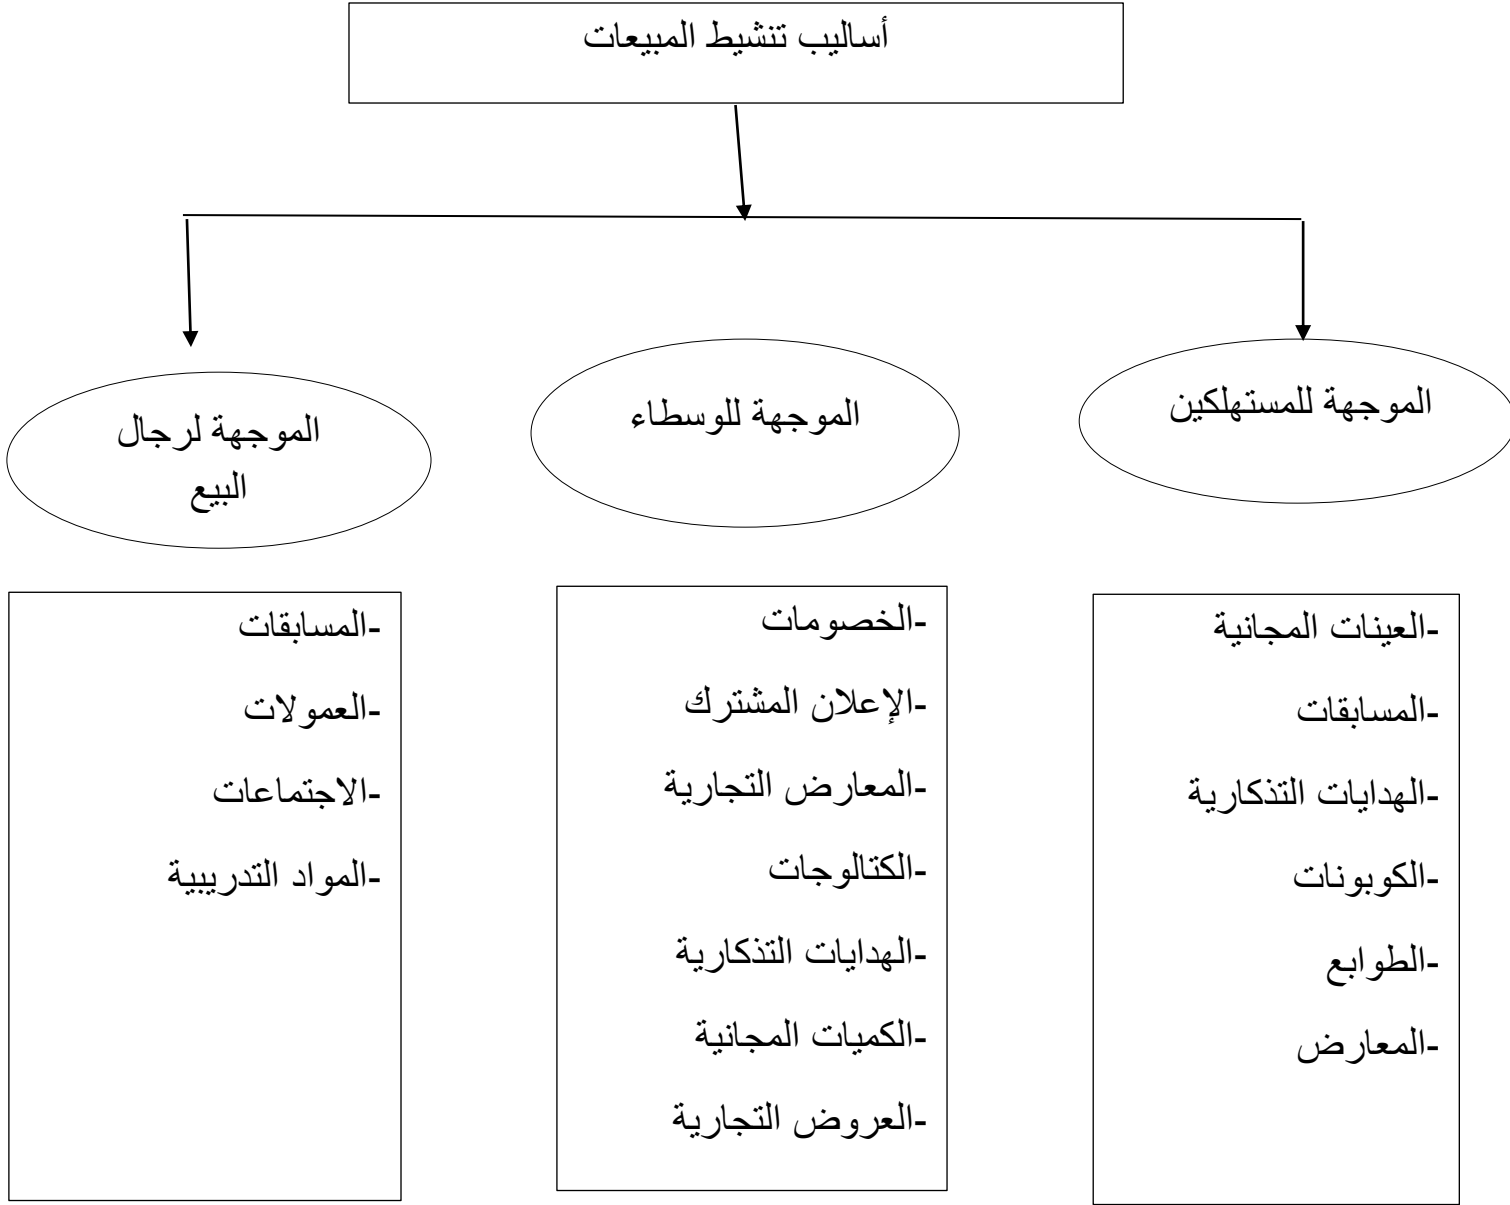 أساليب تنشيط المبيعات
الموجهة للمستهلكين
الموجهة للوسطاء
الموجهة لرجال
البيع
-العينات المجانية
-المسابقات
-الهدايات التذكارية
-الكوبونات
-الطوابع
-المعارض
-الخصومات
-الإعلان المشترك
-المعارض التجارية
-الكتالوجات
-الهدايات التذكارية
-الكميات المجانية
-العروض التجارية
-المسابقات
-العمولات
-الاجتماعات
-المواد التدريبية